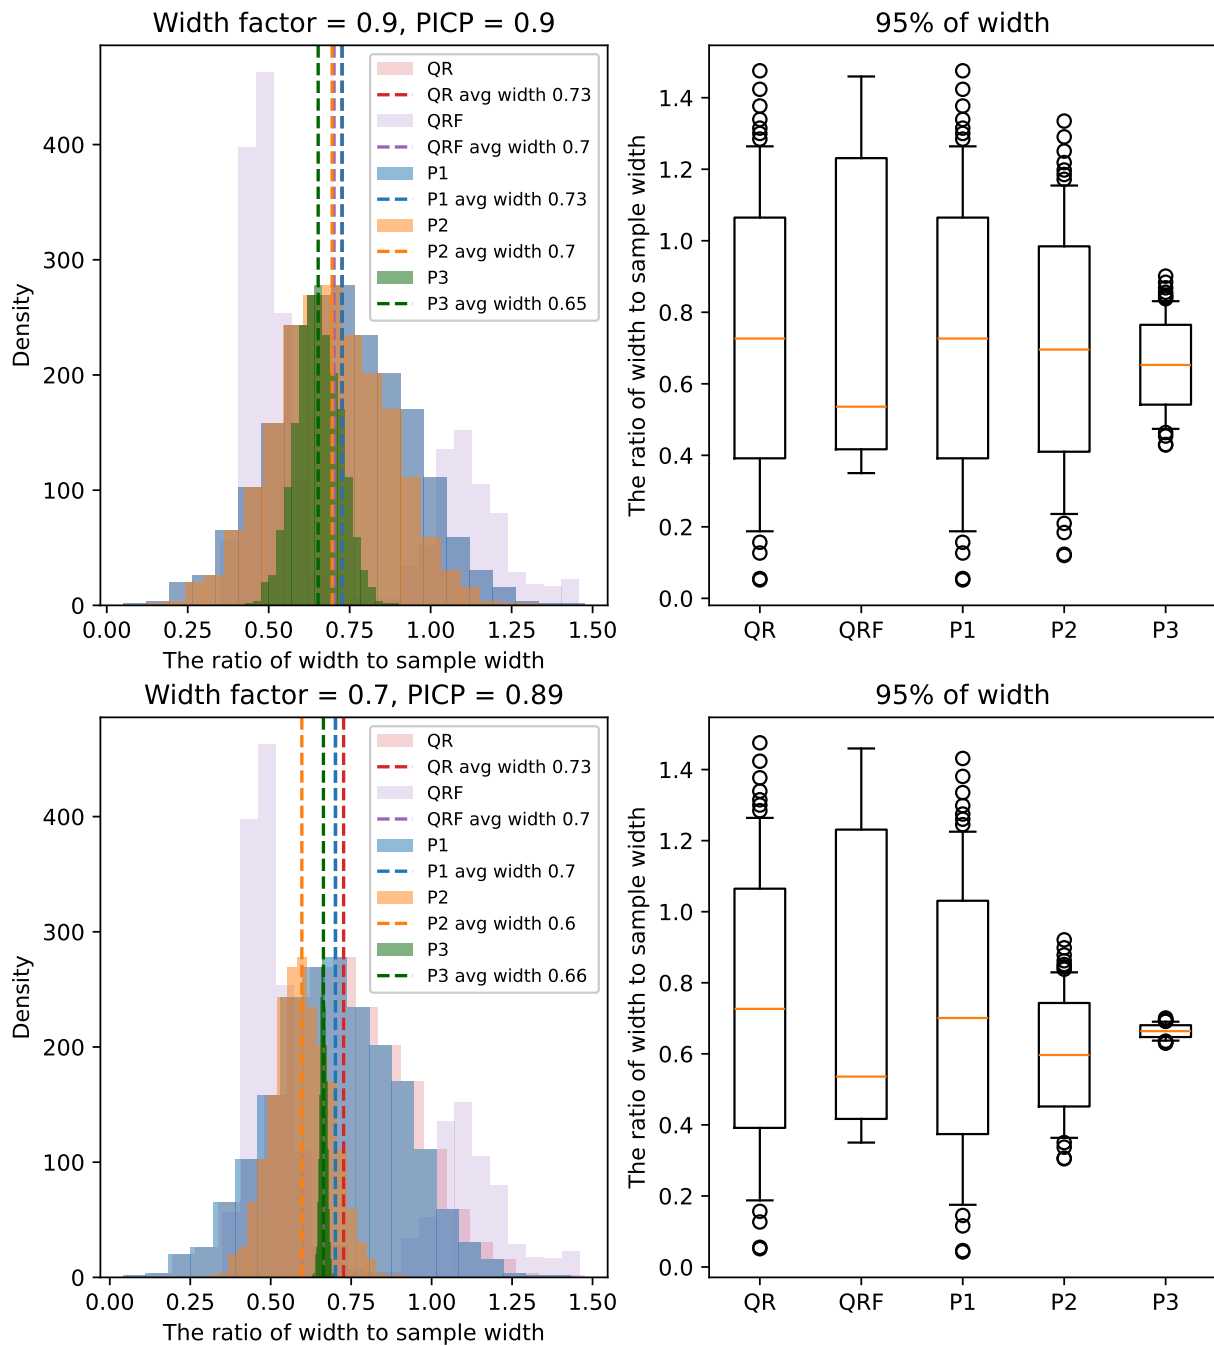 Width factor = 0.9, PICP = 0.9
QR
QR avg width 0.73
QRF
QRF avg width 0.7
P1
P1 avg width 0.73
P2
P2 avg width 0.7
P3
P3 avg width 0.65
Density
0
100
200
300
400
0.00 0.25 0.50 0.75 1.00 1.25 1.50
The ratio of width to sample width
95% of width
The ratio of width to sample width
1.4
1.2
1.0
0.8
0.6
0.4
0.2
0.0
QR QRF P1 P2 P3
Width factor = 0.7, PICP = 0.89
QR
QR avg width 0.73
QRF
QRF avg width 0.7
P1
P1 avg width 0.7
P2
P2 avg width 0.6
P3
P3 avg width 0.66
Density
0
100
200
300
400
0.00 0.25 0.50 0.75 1.00 1.25 1.50
The ratio of width to sample width
95% of width
The ratio of width to sample width
1.4
1.2
1.0
0.8
0.6
0.4
0.2
0.0
QR QRF P1 P2 P3